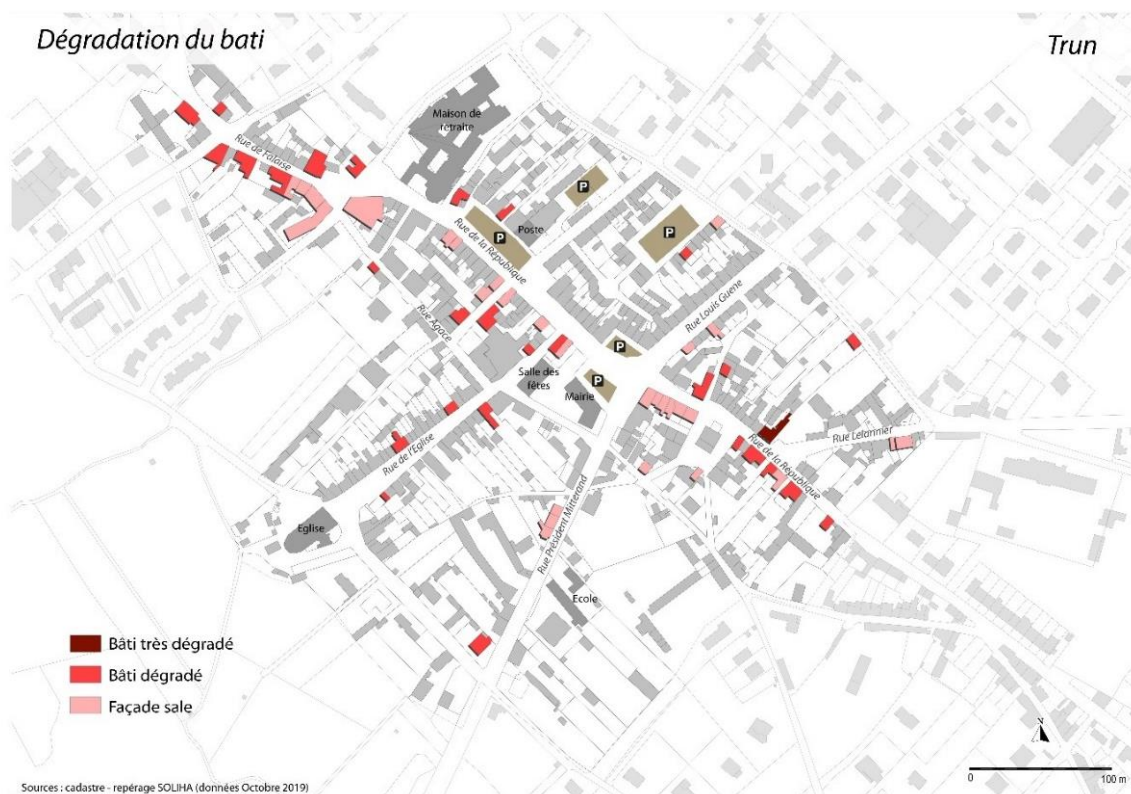 Dégradation du bati
Trun
Maison de
retraite
Rue de Falaise
P
Poste
P
P
Rue de la République
Rue Agace
Rue Louis Guene
P
P
Salle des
fêtes
Mairie
Rue de l'Eglise
Rue Lelarinier
Rue de la République
Eglise
Rue Président Mitterand
Ecole
Bâti très dégradé
Bâti dégradé
Façade sale
N
0
100 m
Sources : cadastre - repérage SOLIHA (données Octobre 2019)